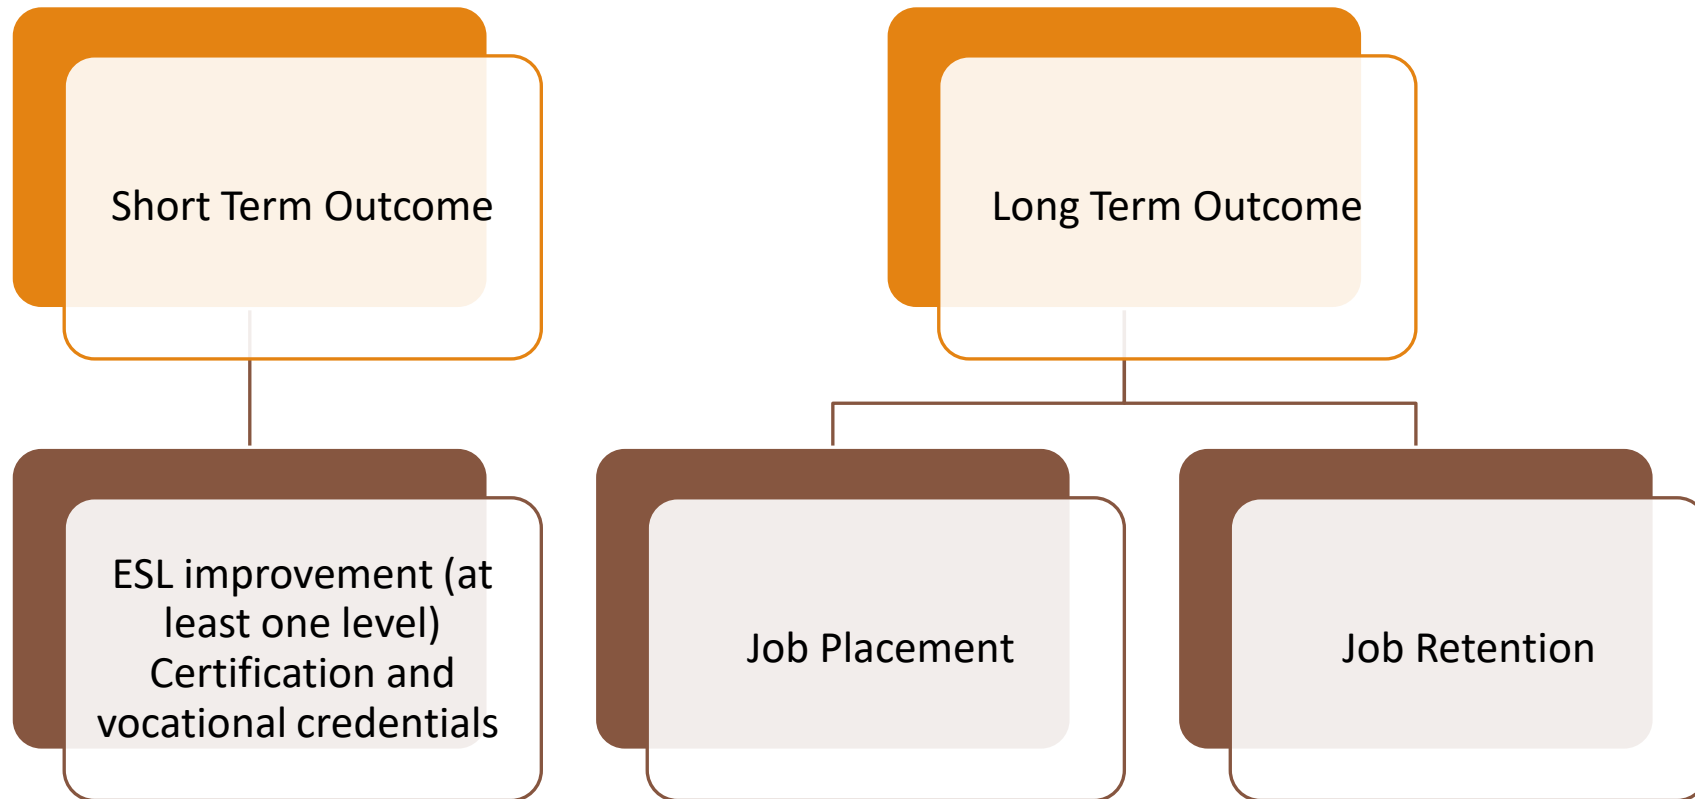 Short Term Outcome
Long Term Outcome
ESL improvement (at
least one level)
Certification and
vocational credentials
Job Placement
Job Retention